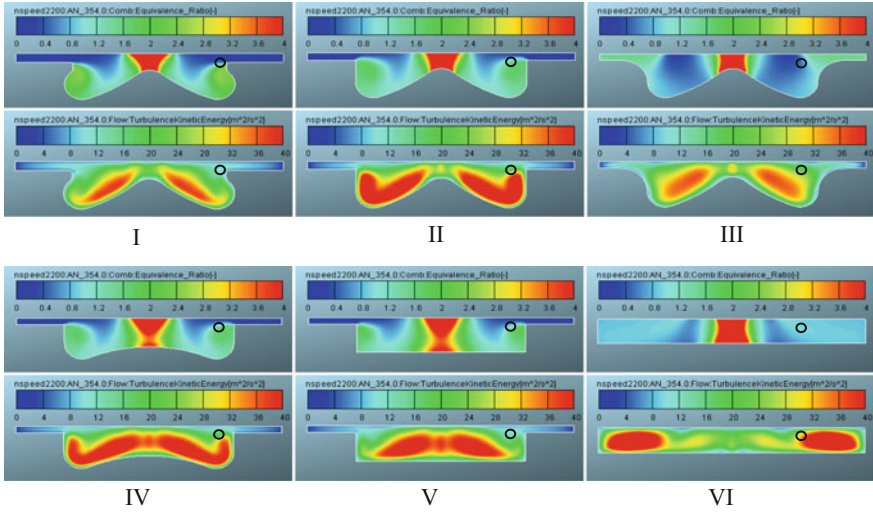 nspeed2200:AN_354.0:Comb:Equivalence_Ratio[-]
0 0.4 0.8 1.2 1.6 2 2.4 2.8 3.2 3.6 4
nspeed2200:AN_354.0:Flow:TurbulenceKineticEnergy[m^2/s^2]
0 4 8 12 16 20 24 28 32 36 40
I
nspeed2200:AN_354.0:Comb:Equivalence_Ratio[-]
0 0.4 0.8 1.2 1.6 2 2.4 2.8 3.2 3.6 4
nspeed2200:AN_354.0:Flow:TurbulenceKineticEnergy[m^2/s^2]
0 4 8 12 16 20 24 28 32 36 40
II
nspeed2200:AN_354.0:Comb:Equivalence_Ratio[-]
0 0.4 0.8 1.2 1.6 2 2.4 2.8 3.2 3.6 4
nspeed2200:AN_354.0:Flow:TurbulenceKineticEnergy[m^2/s^2]
0 4 8 12 16 20 24 28 32 36 40
III
nspeed2200:AN_354.0:Comb:Equivalence_Ratio[-]
0 0.4 0.8 1.2 1.6 2 2.4 2.8 3.2 3.6 4
nspeed2200:AN_354.0:Flow:TurbulenceKineticEnergy[m^2/s^2]
0 4 8 12 16 20 24 28 32 36 40
IV
nspeed2200:AN_354.0:Comb:Equivalence_Ratio[-]
0 0.4 0.8 1.2 1.6 2 2.4 2.8 3.2 3.6 4
nspeed2200:AN_354.0:Flow:TurbulenceKineticEnergy[m^2/s^2]
0 4 8 12 16 20 24 28 32 36 40
V
nspeed2200:AN_354.0:Comb:Equivalence_Ratio[-]
0 0.4 0.8 1.2 1.6 2 2.4 2.8 3.2 3.6 4
nspeed2200:AN_354.0:Flow:TurbulenceKineticEnergy[m^2/s^2]
0 4 8 12 16 20 24 28 32 36 40
VI